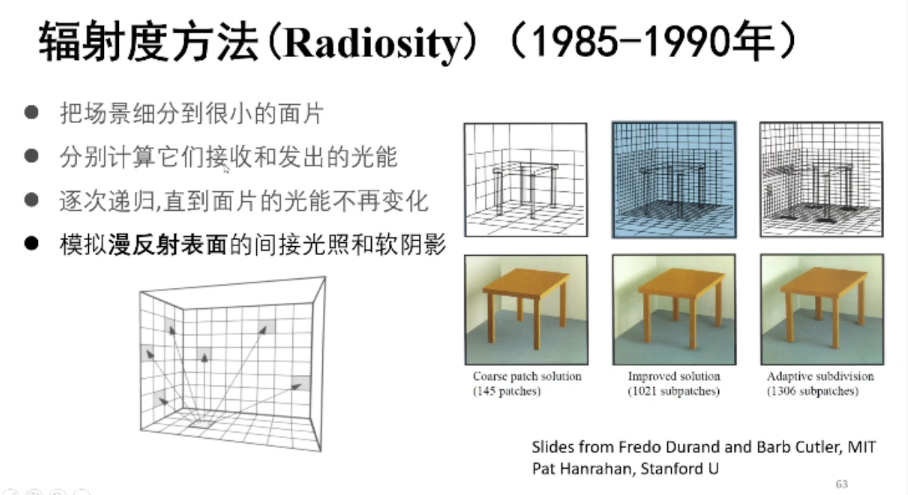 辐射度方法(Radiosity)（1985-1990年）
● 把场景细分到很小的面片
● 分别计算它们接收和发出的光能
● 逐次递归,直到面片的光能不再变化
● 模拟漫反射表面的间接光照和软阴影
Coarse patch solution
(145 patches)
Improved solution
(1021 subpatches)
Adaptive subdivision
(1306 subpatches)
Slides from Fredo Durand and Barb Cutler, MIT
Pat Hanrahan, Stanford U
63